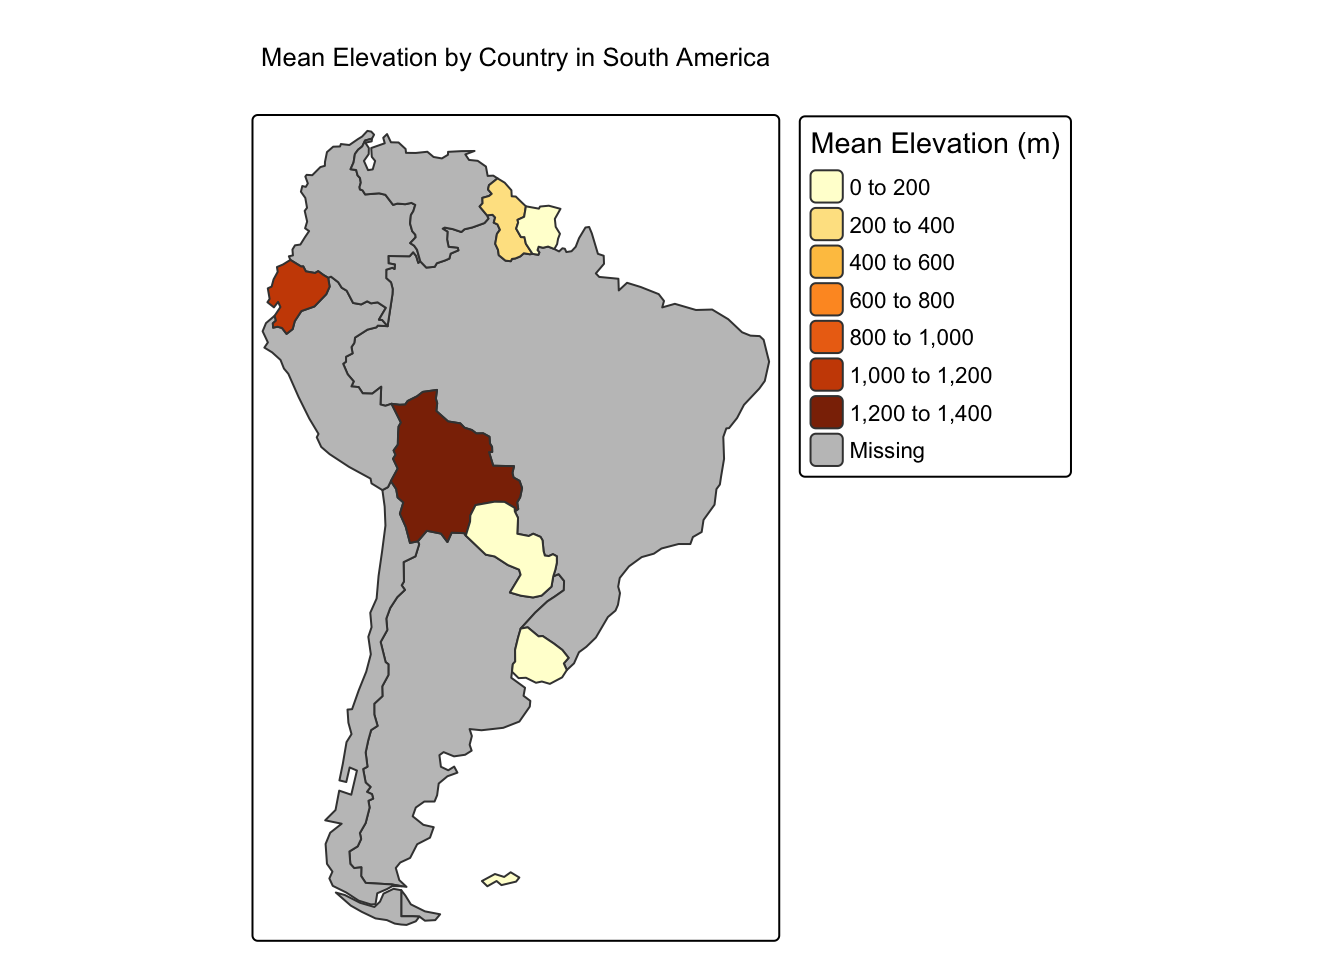 Mean Elevation by Country in South America
Mean Elevation (m)
0 to 200
200 to 400
400 to 600
600 to 800
800 to 1,000
1,000 to 1,200
1,200 to 1,400
Missing